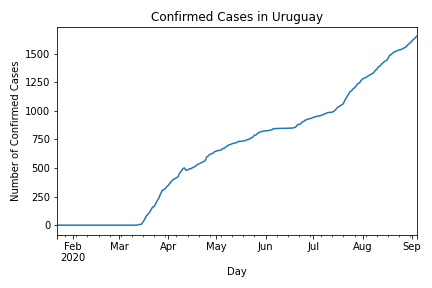 Confirmed Cases in Uruguay
Number of Confirmed Cases
1500
1250
1000
750
500
250
0
Feb Mar Apr May Jun Jul Aug Sep
2020
Day